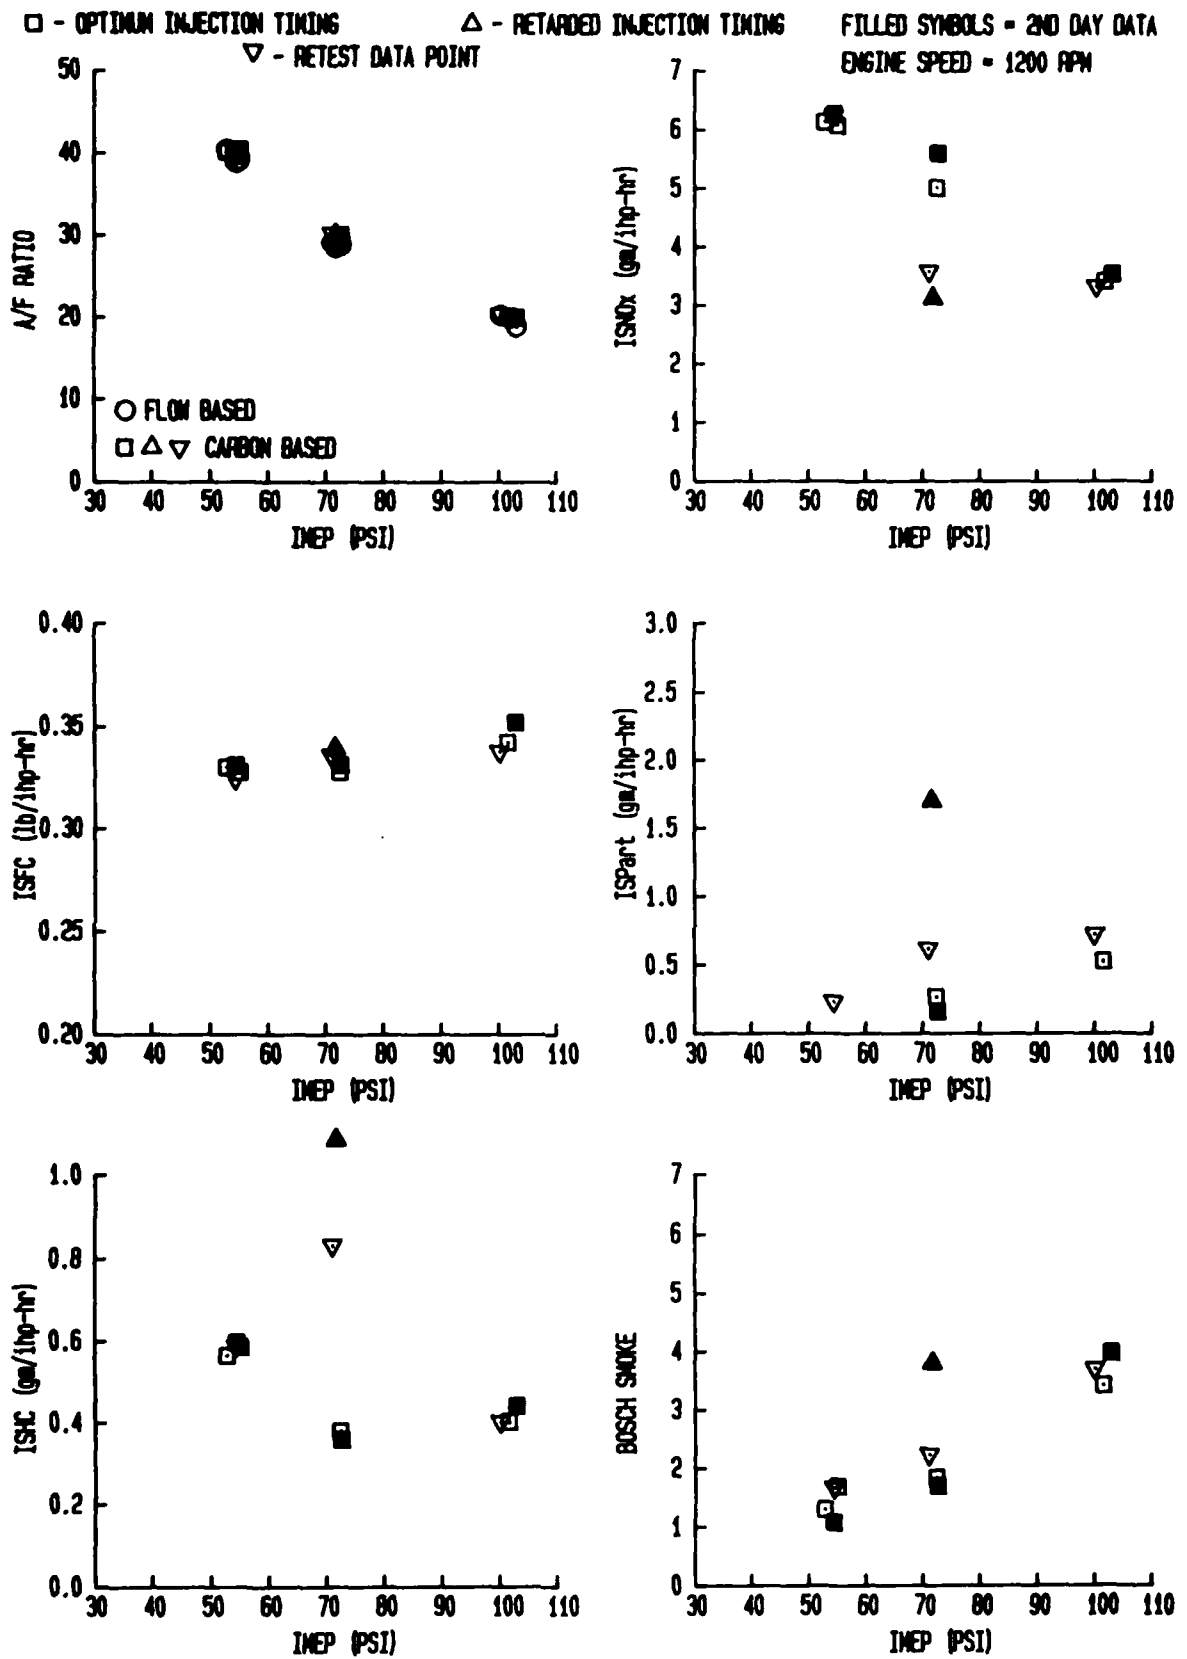 □ - OPTIMUM INJECTION TIMING △ - RETARDED INJECTION TIMING FILLED SYMBOLS = 2ND DAY DATA
▽ - RETEST DATA POINT ENGINE SPEED = 1200 RPM
50
40
30
20
10
0
A/F RATIO
○ FLOW BASED
□ △ ▽ CARBON BASED
30 40 50 60 70 80 90 100 110
IMEP (PSI)
7
6
5
4
3
2
1
0
ISNOx (gm/ihp-hr)
30 40 50 60 70 80 90 100 110
IMEP (PSI)
0.40
0.35
0.30
0.25
0.20
ISFC (lb/ihp-hr)
30 40 50 60 70 80 90 100 110
IMEP (PSI)
3.0
2.5
2.0
1.5
1.0
0.5
0.0
ISPart (gm/ihp-hr)
30 40 50 60 70 80 90 100 110
IMEP (PSI)
1.0
0.8
0.6
0.4
0.2
0.0
ISHC (gm/ihp-hr)
30 40 50 60 70 80 90 100 110
IMEP (PSI)
7
6
5
4
3
2
1
0
BOSCH SMOKE
30 40 50 60 70 80 90 100 110
IMEP (PSI)